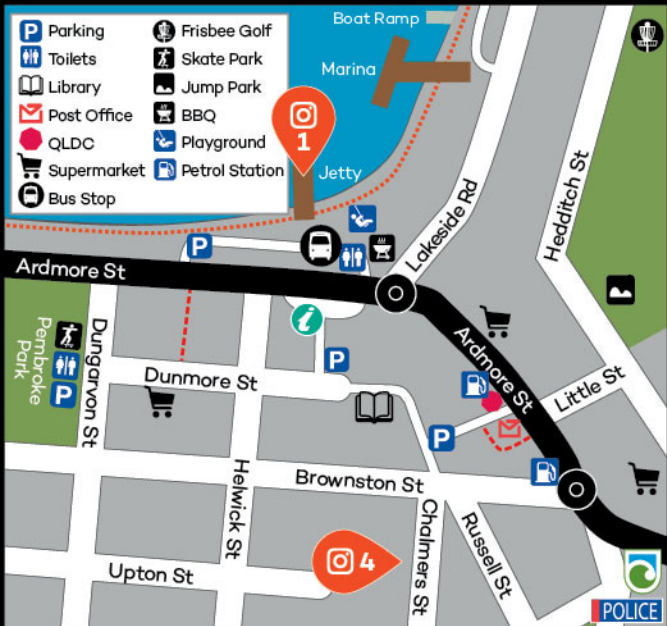 Parking
Toilets
Library
Post Office
QLDC
Supermarket
Bus Stop
Frisbee Golf
Skate Park
Jump Park
BBQ
Playground
Petrol Station
Boat Ramp
Marina
1
Jetty
Lakeside Rd
Hedditch St
Ardmore St
Pembroke
Park
Dungarvon St
Dunmore St
Ardmore St
Little St
Helwick St
Brownston St
Chalmers St
Russell St
Upton St
4
POLICE
P
P
P
P
P
i